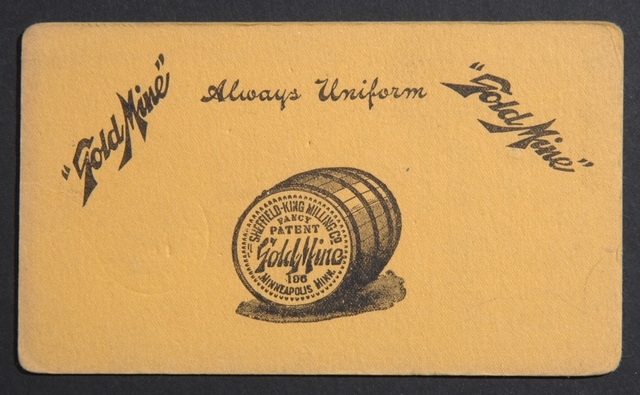 "Gold Mine"
Always Uniform
"Gold Mine"
SHEFFIELD-KING MILLING CO.
FANCY
PATENT
"Gold Mine"
196
MINNEAPOLIS MINN.